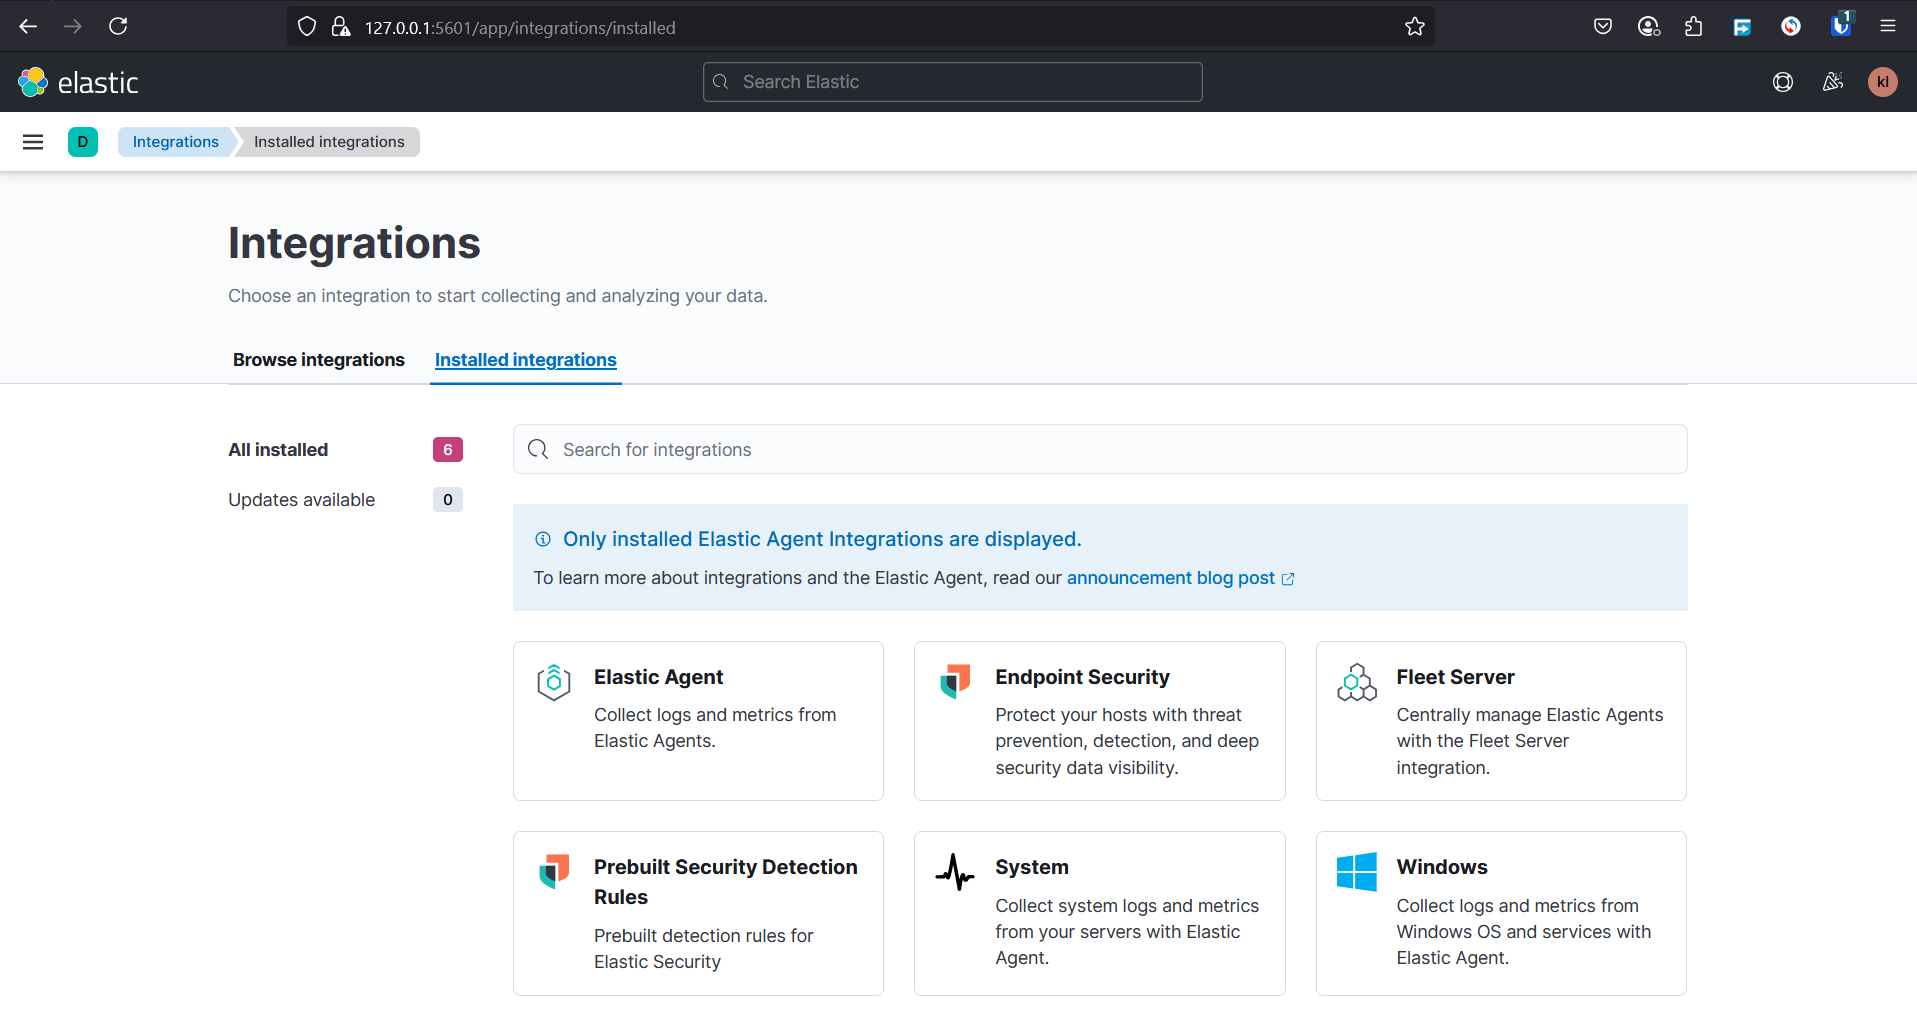 127.0.0.1:5601/app/integrations/installed
1
elastic
Search Elastic
kl
D
Integrations
Installed integrations
Integrations
Choose an integration to start collecting and analyzing your data.
Browse integrations
Installed integrations
All installed
6
Updates available
0
Search for integrations
Only installed Elastic Agent Integrations are displayed.
To learn more about integrations and the Elastic Agent, read our announcement blog post
Elastic Agent
Collect logs and metrics from
Elastic Agents.
Endpoint Security
Protect your hosts with threat
prevention, detection, and deep
security data visibility.
Fleet Server
Centrally manage Elastic Agents
with the Fleet Server
integration.
Prebuilt Security Detection
Rules
Prebuilt detection rules for
Elastic Security
System
Collect system logs and metrics
from your servers with Elastic
Agent.
Windows
Collect logs and metrics from
Windows OS and services with
Elastic Agent.